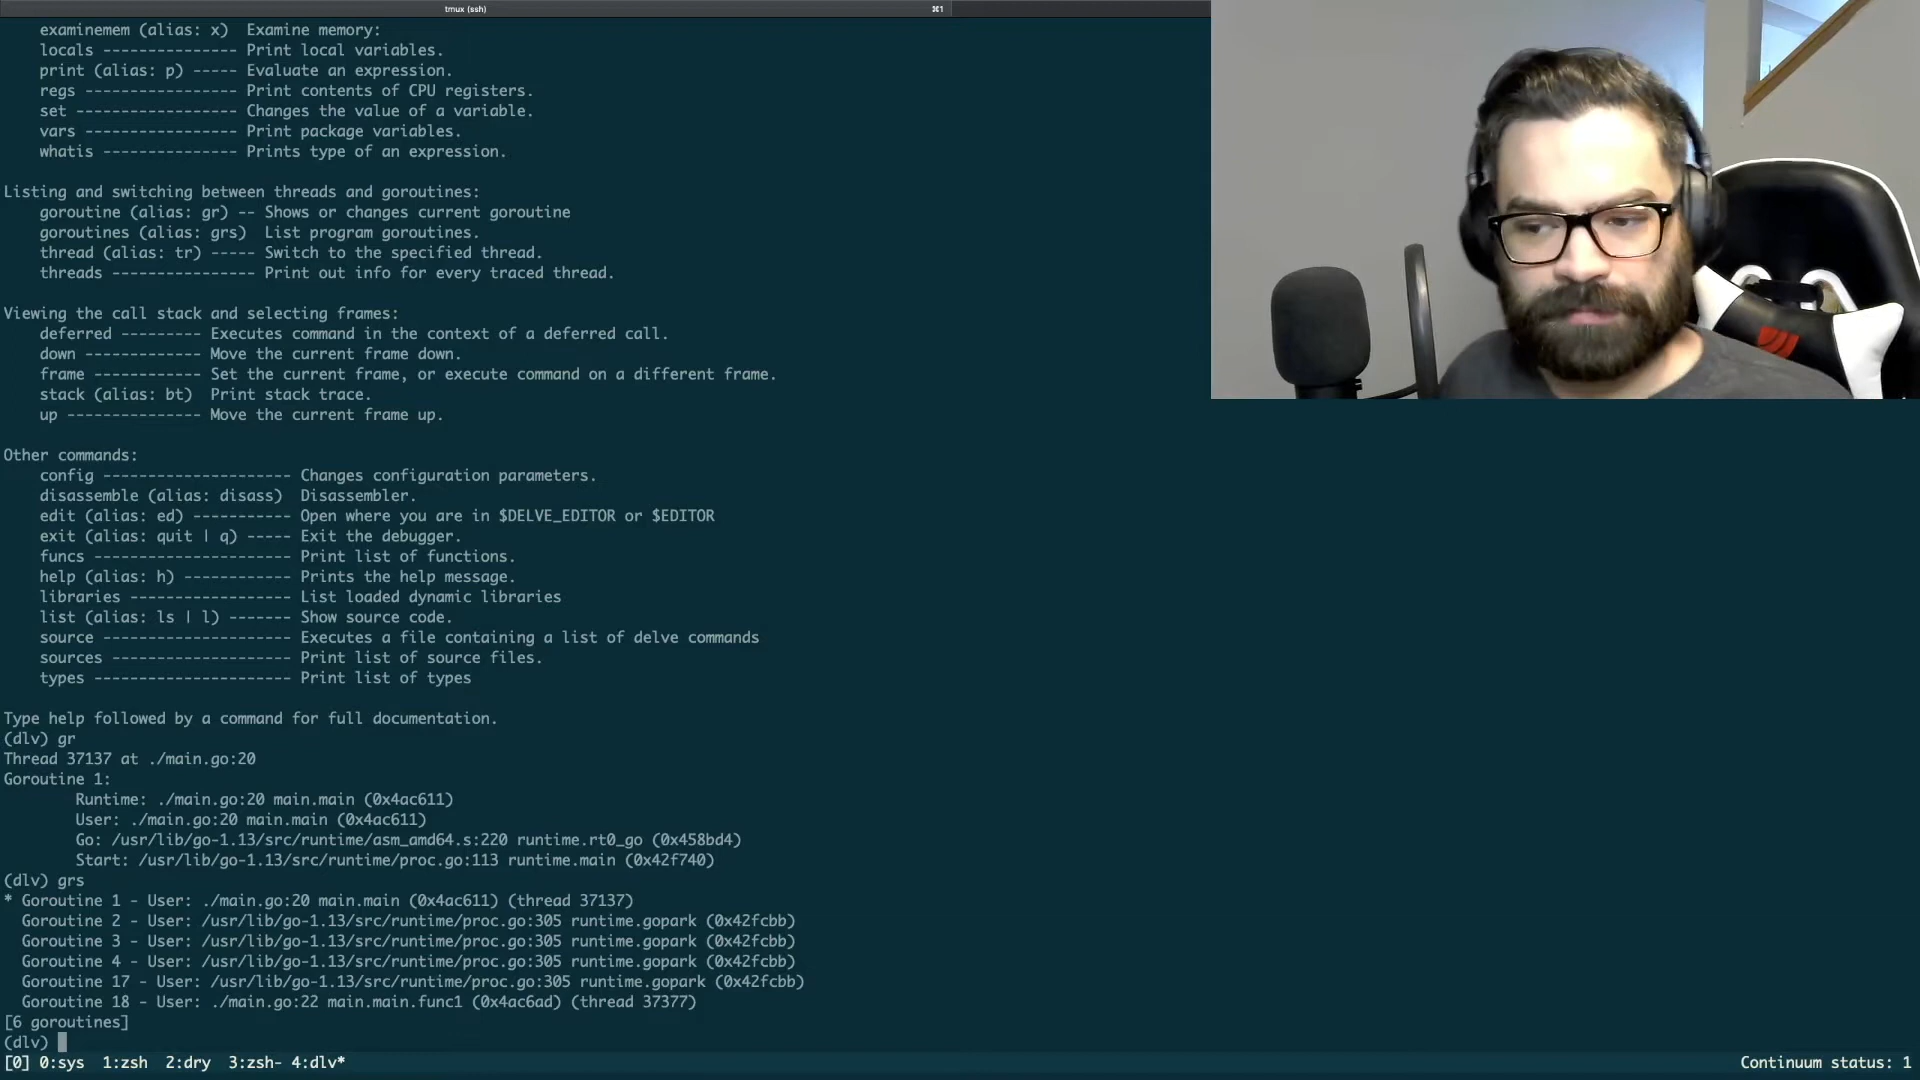 tmux (ssh)
⌘1
examinemem (alias: x)  Examine memory:
locals --------------- Print local variables.
print (alias: p) ----- Evaluate an expression.
regs ----------------- Print contents of CPU registers.
set ------------------ Changes the value of a variable.
vars ----------------- Print package variables.
whatis --------------- Prints type of an expression.
Listing and switching between threads and goroutines:
goroutine (alias: gr) -- Shows or changes current goroutine
goroutines (alias: grs)  List program goroutines.
thread (alias: tr) ----- Switch to the specified thread.
threads ---------------- Print out info for every traced thread.
Viewing the call stack and selecting frames:
deferred --------- Executes command in the context of a deferred call.
down ------------- Move the current frame down.
frame ------------ Set the current frame, or execute command on a different frame.
stack (alias: bt)  Print stack trace.
up --------------- Move the current frame up.
Other commands:
config --------------------- Changes configuration parameters.
disassemble (alias: disass)  Disassembler.
edit (alias: ed) ----------- Open where you are in $DELVE_EDITOR or $EDITOR
exit (alias: quit | q) ----- Exit the debugger.
funcs ---------------------- Print list of functions.
help (alias: h) ------------ Prints the help message.
libraries ------------------ List loaded dynamic libraries
list (alias: ls | l) ------- Show source code.
source --------------------- Executes a file containing a list of delve commands
sources -------------------- Print list of source files.
types ---------------------- Print list of types
Type help followed by a command for full documentation.
(dlv) gr
Thread 37137 at ./main.go:20
Goroutine 1:
Runtime: ./main.go:20 main.main (0x4ac611)
User: ./main.go:20 main.main (0x4ac611)
Go: /usr/lib/go-1.13/src/runtime/asm_amd64.s:220 runtime.rt0_go (0x458bd4)
Start: /usr/lib/go-1.13/src/runtime/proc.go:113 runtime.main (0x42f740)
(dlv) grs
* Goroutine 1 - User: ./main.go:20 main.main (0x4ac611) (thread 37137)
Goroutine 2 - User: /usr/lib/go-1.13/src/runtime/proc.go:305 runtime.gopark (0x42fcbb)
Goroutine 3 - User: /usr/lib/go-1.13/src/runtime/proc.go:305 runtime.gopark (0x42fcbb)
Goroutine 4 - User: /usr/lib/go-1.13/src/runtime/proc.go:305 runtime.gopark (0x42fcbb)
Goroutine 17 - User: /usr/lib/go-1.13/src/runtime/proc.go:305 runtime.gopark (0x42fcbb)
Goroutine 18 - User: ./main.go:22 main.main.func1 (0x4ac6ad) (thread 37377)
[6 goroutines]
(dlv)
[0] 0:sys  1:zsh  2:dry  3:zsh- 4:dlv*
Continuum status: 1